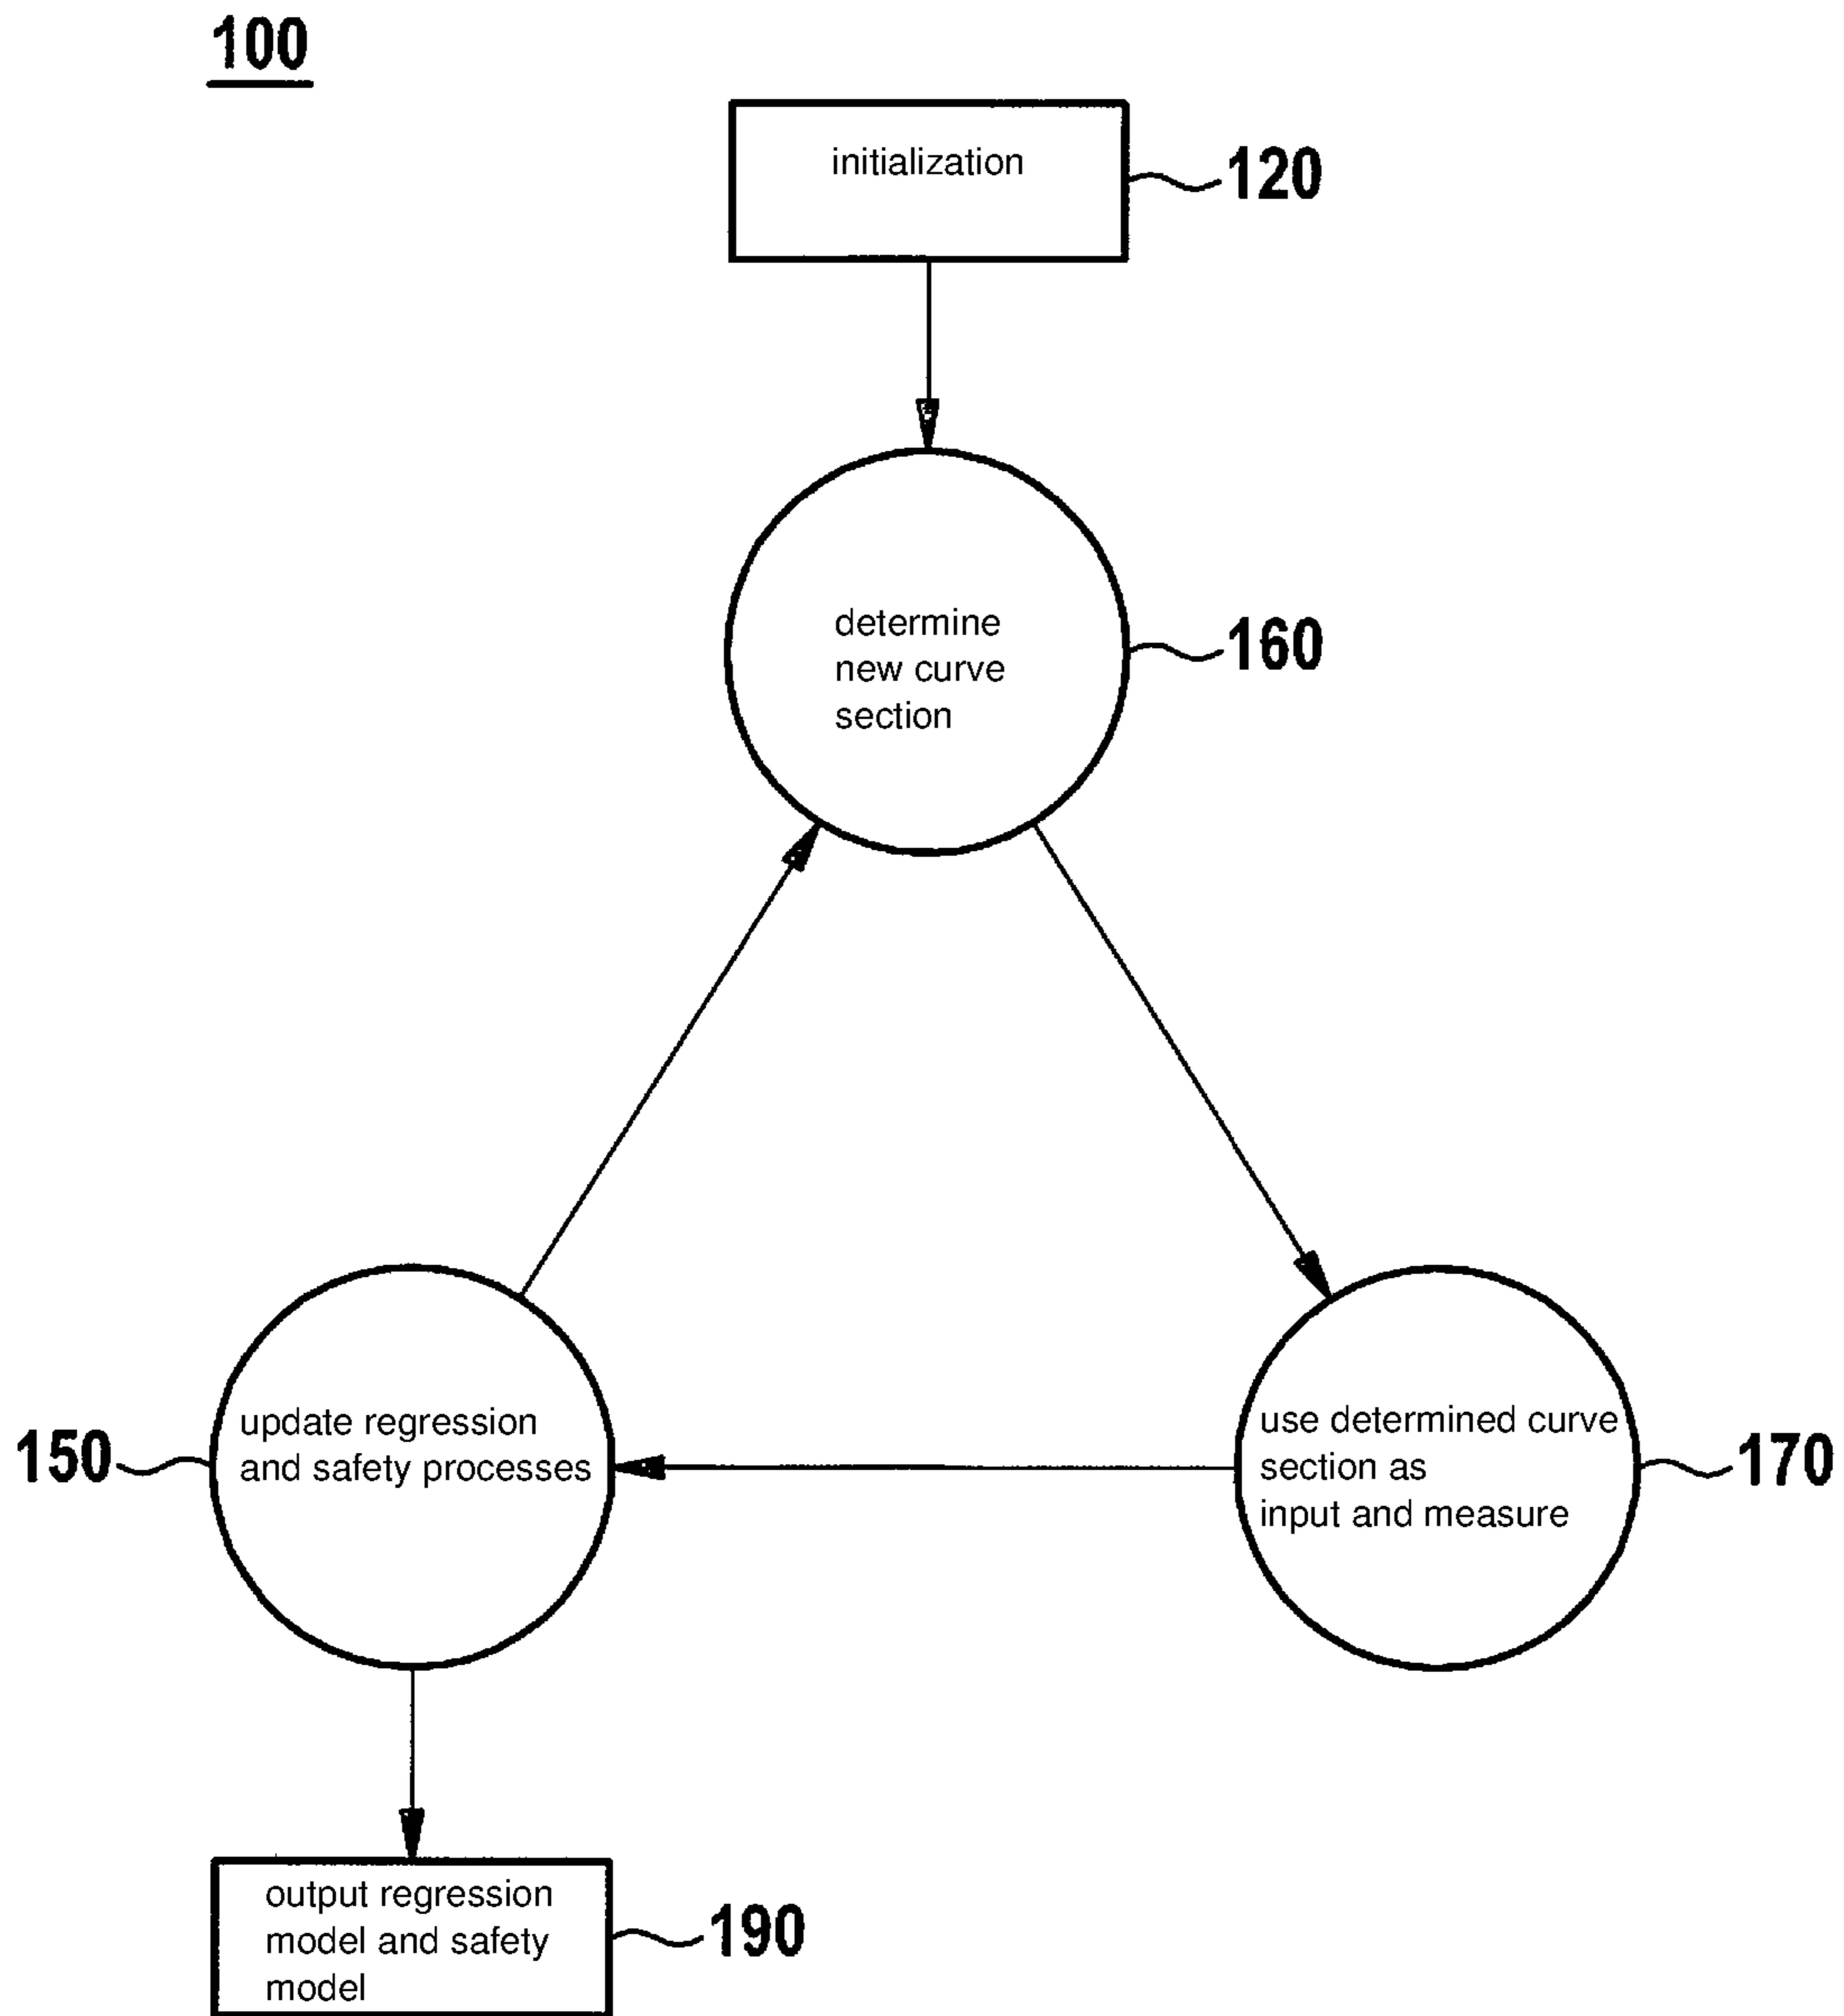 100
initialization
120
determine
new curve
section
160
update regression
and safety processes
150
use determined curve
section as
input and measure
170
output regression
model and safety
model
190